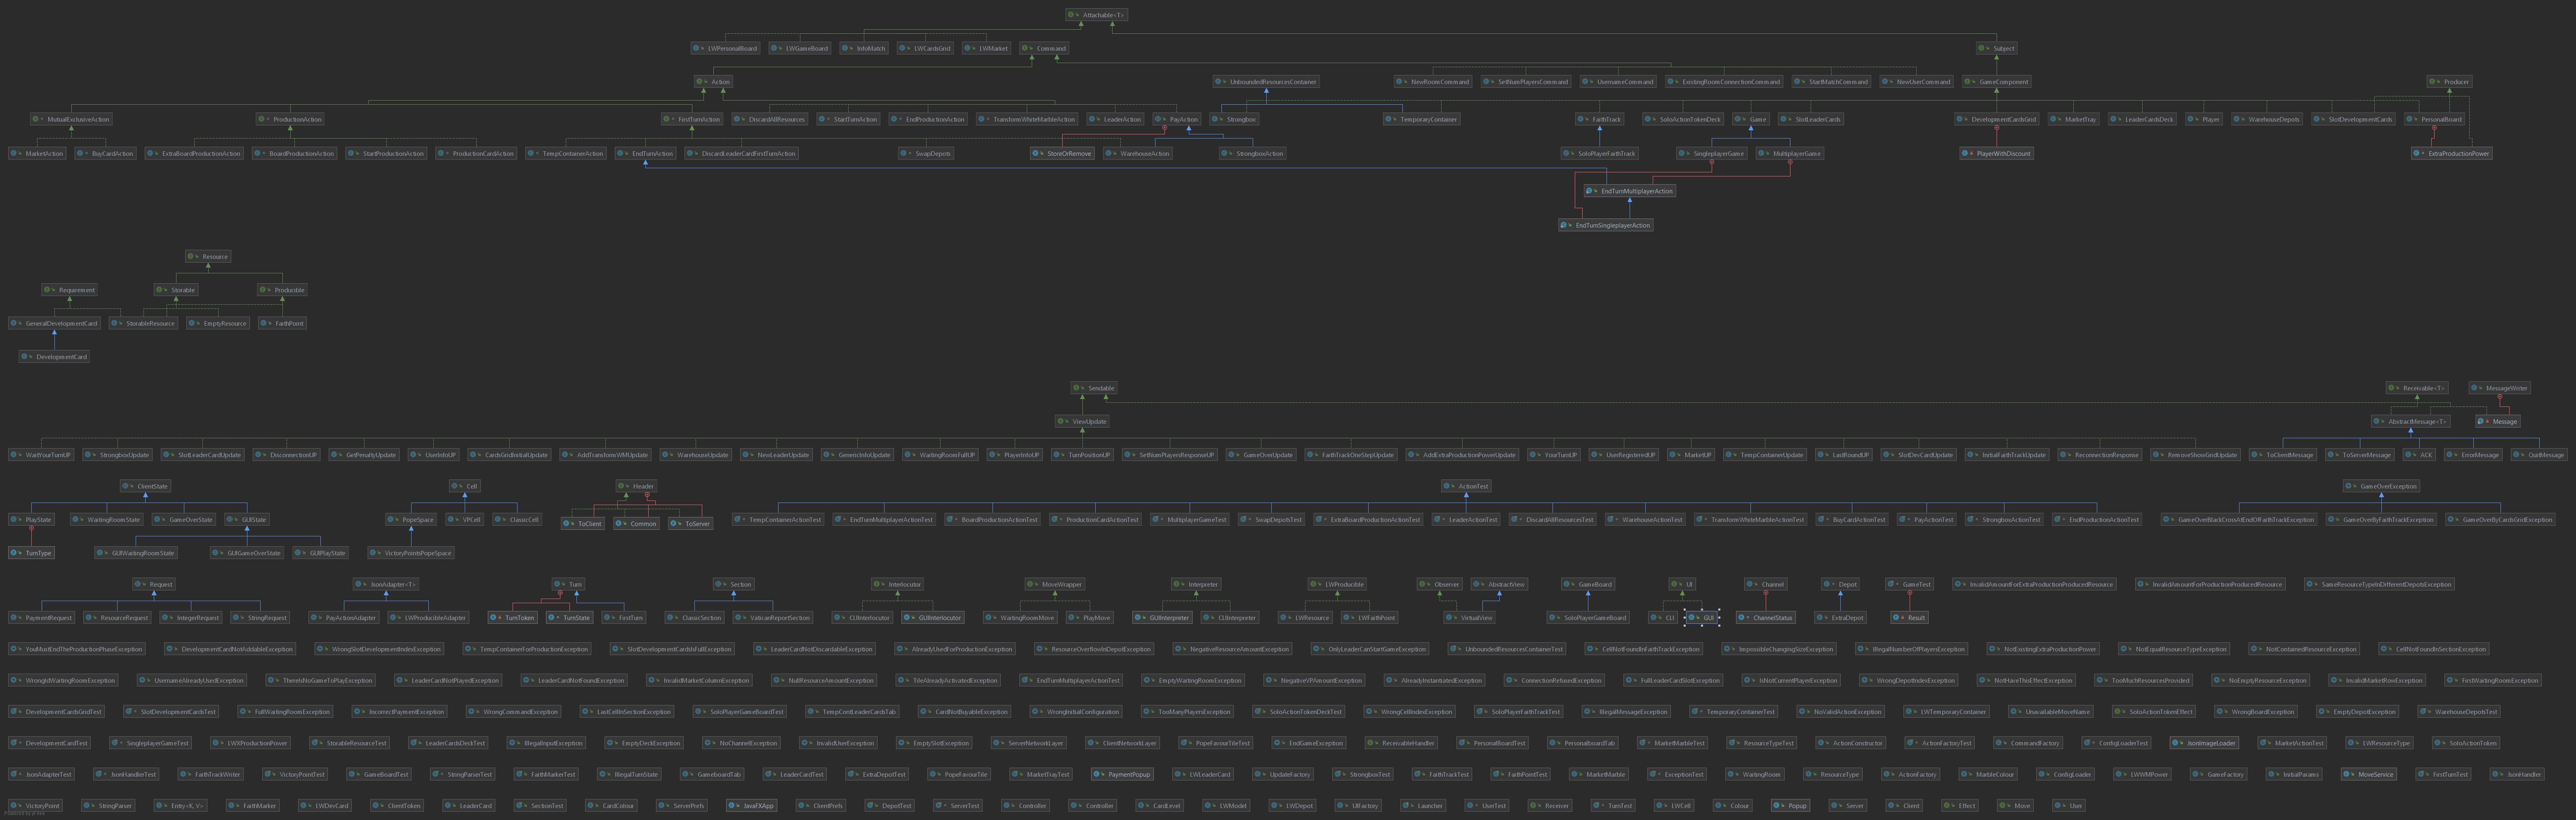 Attachable<T>
LWPersonalBoard LWGameBoard InfoMatch LWCardsGrid LWMarket Command Subject
Action UnboundedResourcesContainer NewRoomCommand SetNumPlayersCommand UsernameCommand ExistingRoomConnectionCommand StartMatchCommand NewUserCommand GameComponent Producer
MutualExclusiveAction ProductionAction FirstTurnAction DiscardAllResources StartTurnAction EndProductionAction TransformWhiteMarbleAction LeaderAction PayAction Strongbox TemporaryContainer FaithTrack SoloActionTokenDeck Game SlotLeaderCards DevelopmentCardsGrid MarketTray LeaderCardsDeck Player WarehouseDepots SlotDevelopmentCards PersonalBoard
MarketAction BuyCardAction ExtraBoardProductionAction BoardProductionAction StartProductionAction ProductionCardAction TempContainerAction EndTurnAction DiscardLeaderCardFirstTurnAction SwapDepots StoreOrRemove WarehouseAction StrongboxAction SoloPlayerFaithTrack SingleplayerGame MultiplayerGame PlayerWithDiscount ExtraProductionPower
EndTurnMultiplayerAction
EndTurnSingleplayerAction
Resource
Requirement Storable Producible
GeneralDevelopmentCard StorableResource EmptyResource FaithPoint
DevelopmentCard
Sendable Receivable<T> MessageWriter
ViewUpdate AbstractMessage<T> Message
WaitYourTurnUP StrongboxUpdate SlotLeaderCardUpdate DisconnectionUP GetPenaltyUpdate UserInfoUP CardsGridInitialUpdate AddTransformWMUpdate WarehouseUpdate NewLeaderUpdate GenericInfoUpdate WaitingRoomFullUP PlayerInfoUP TurnPositionUP SetNumPlayersResponseUP GameOverUpdate FaithTrackOneStepUpdate AddExtraProductionPowerUpdate YourTurnUP UserRegisteredUP MarketUP TempContainerUpdate LastRoundUP SlotDevCardUpdate InitialFaithTrackUpdate ReconnectionResponse RemoveShowGridUpdate ToClientMessage ToServerMessage ACK ErrorMessage QuitMessage
ClientState Cell Header ActionTest GameOverException
PlayState WaitingRoomState GameOverState GUIState PopeSpace VPCell ClassicCell ToClient Common ToServer TempContainerActionTest EndTurnMultiplayerActionTest BoardProductionActionTest ProductionCardActionTest MultiplayerGameTest SwapDepotsTest ExtraBoardProductionActionTest LeaderActionTest DiscardAllResourcesTest WarehouseActionTest TransformWhiteMarbleActionTest BuyCardActionTest PayActionTest StrongboxActionTest EndProductionActionTest GameOverBlackCrossAtEndOfFaithTrackException GameOverByFaithTrackException GameOverByCardsGridException
TurnType GUIWaitingRoomState GUIGameOverState GUIPlayState VictoryPointsPopeSpace
Request JsonAdapter<T> Turn Section Interlocutor MoveWrapper Interpreter LWProducible Observer AbstractView GameBoard UI Channel Depot GameTest InvalidAmountForExtraProductionProducedResource InvalidAmountForProductionProducedResource SameResourceTypeInDifferentDepotsException
PaymentRequest ResourceRequest IntegerRequest StringRequest PayActionAdapter LWProducibleAdapter TurnToken TurnState FirstTurn ClassicSection VaticanReportSection CLIInterlocutor GUIInterlocutor WaitingRoomMove PlayMove GUIInterpreter CLIInterpreter LWResource LWFaithPoint VirtualView SoloPlayerGameBoard CLI GUI ChannelStatus ExtraDepot Result
YouMustEndTheProductionPhaseException DevelopmentCardNotAddableException WrongSlotDevelopmentIndexException TempContainerForProductionException SlotDevelopmentCardsIsFullException LeaderCardNotDiscardableException AlreadyUsedForProductionException ResourceOverflowInDepotException NegativeResourceAmountException OnlyLeaderCanStartGameException UnboundedResourcesContainerTest CellNotFoundInFaithTrackException ImpossibleChangingSizeException IllegalNumberOfPlayersException NotExistingExtraProductionPower NotEqualResourceTypeException NotContainedResourceException CellNotFoundInSectionException
WrongIdWaitingRoomException UsernameAlreadyUsedException ThereIsNoGameToPlayException LeaderCardNotPlayedException LeaderCardNotFoundException InvalidMarketColumnException NullResourceAmountException TileAlreadyActivatedException EndTurnMultiplayerActionTest EmptyWaitingRoomException NegativeVPAmountException AlreadyInstantiatedException ConnectionRefusedException FullLeaderCardSlotException IsNotCurrentPlayerException WrongDepotIndexException NotHaveThisEffectException TooMuchResourcesProvided NoEmptyResourceException InvalidMarketRowException FirstWaitingRoomException
DevelopmentCardsGridTest SlotDevelopmentCardsTest FullWaitingRoomException IncorrectPaymentException WrongCommandException LastCellInSectionException SoloPlayerGameBoardTest TempContLeaderCardsTab CardNotBuyableException WrongInitialConfiguration TooManyPlayersException SoloActionTokenDeckTest WrongCellIndexException SoloPlayerFaithTrackTest IllegalMessageException TemporaryContainerTest NoValidActionException LWTemporaryContainer UnavailableMoveName SoloActionTokenEffect WrongBoardException EmptyDepotException WarehouseDepotsTest
DevelopmentCardTest SingleplayerGameTest LWXProductionPower StorableResourceTest LeaderCardsDeckTest IllegalInputException EmptyDeckException NoChannelException InvalidUserException EmptySlotException ServerNetworkLayer ClientNetworkLayer PopeFavourTileTest EndGameException ReceivableHandler PersonalBoardTest PersonalBoardTab MarketMarbleTest ResourceTypeTest ActionConstructor ActionFactoryTest CommandFactory ConfigLoaderTest JsonImageLoader MarketActionTest LWResourceType SoloActionToken
JsonAdapterTest JsonHandlerTest FaithTrackWriter VictoryPointTest GameBoardTest StringParserTest FaithMarkerTest IllegalTurnState GameboardTab LeaderCardTest ExtraDepotTest PopeFavourTile MarketTrayTest PaymentPopup LWLeaderCard UpdateFactory StrongboxTest FaithTrackTest FaithPointTest MarketMarble ExceptionTest WaitingRoom ResourceType ActionFactory MarbleColour ConfigLoader LWWMPower GameFactory InitialParams MoveService FirstTurnTest JsonHandler
VictoryPoint StringParser Entry<K, V> FaithMarker LWDevCard ClientToken LeaderCard SectionTest CardColour ServerPrefs JavaFXApp ClientPrefs DepotTest ServerTest Controller Controller CardLevel LWModel LWDepot UIFactory Launcher UserTest Receiver TurnTest LWCell Colour Popup Server Client Effect Move User
Powered by yFiles